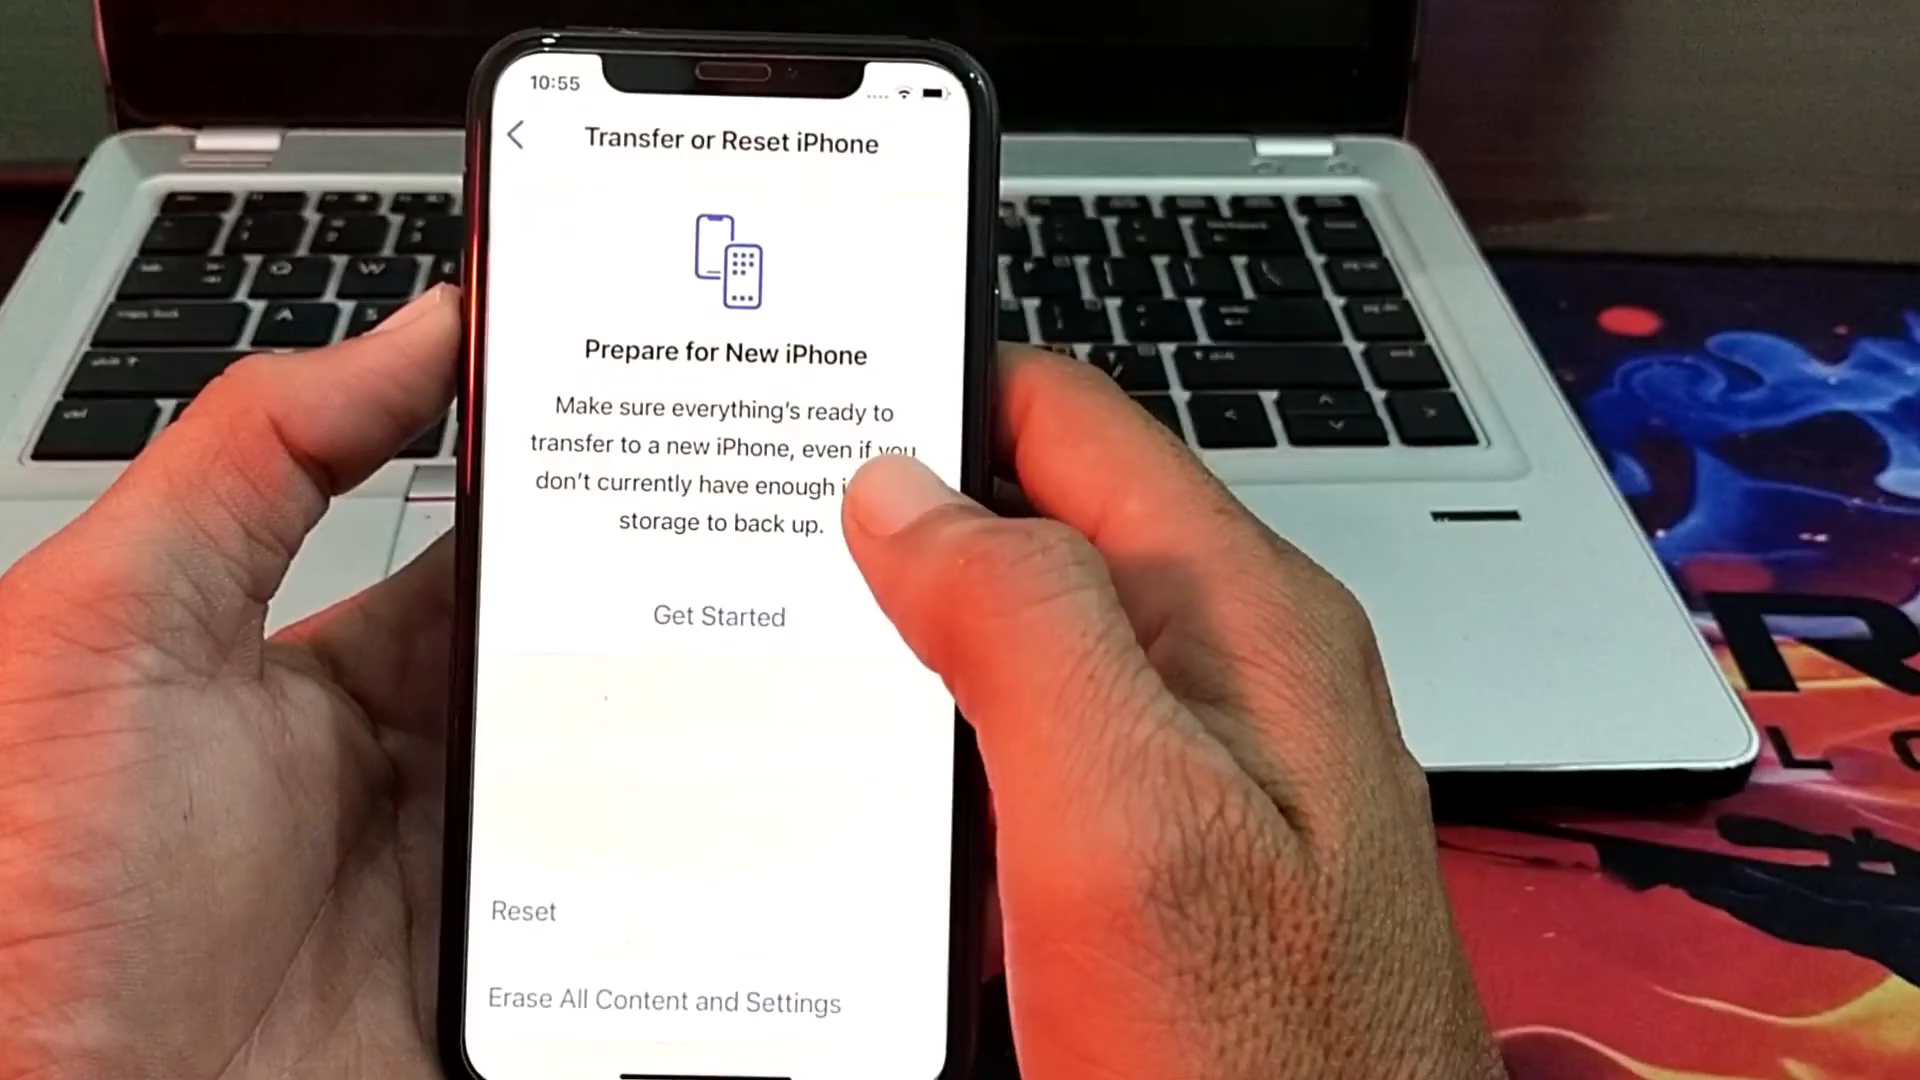 10:55
Transfer or Reset iPhone
Prepare for New iPhone
Make sure everything's ready to
transfer to a new iPhone, even if you
don't currently have enough
storage to back up.
Get Started
Reset
Erase All Content and Settings
Q
W
A
S
R
L